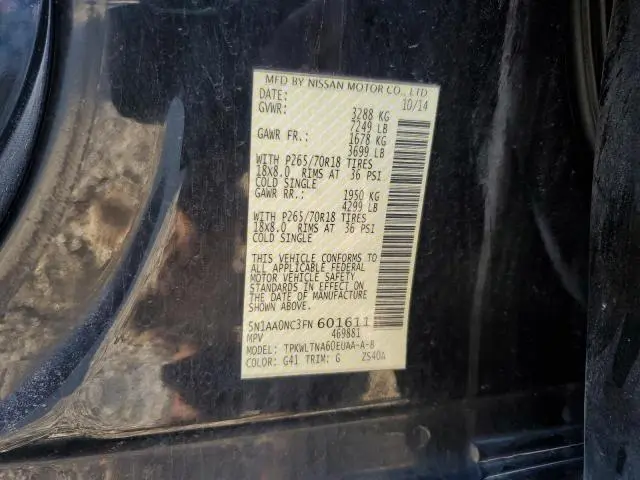 MFD BY NISSAN MOTOR CO., LTD
DATE: 10/14
GVWR: 3288 KG
7249 LB
GAWR FR.: 1678 KG
3699 LB
WITH P265/70R18 TIRES
18X8.0 RIMS AT 36 PSI
COLD SINGLE
GAWR RR.: 1950 KG
4299 LB
WITH P265/70R18 TIRES
18X8.0 RIMS AT 36 PSI
COLD SINGLE
THIS VEHICLE CONFORMS TO
ALL APPLICABLE FEDERAL
MOTOR VEHICLE SAFETY
STANDARDS IN EFFECT ON
THE DATE OF MANUFACTURE
SHOWN ABOVE.
5N1AA0NC3FN601611
MPV 469881
MODEL: TPKWLTNA60EUAA-A-B
COLOR: G41 TRIM: G ZS40A